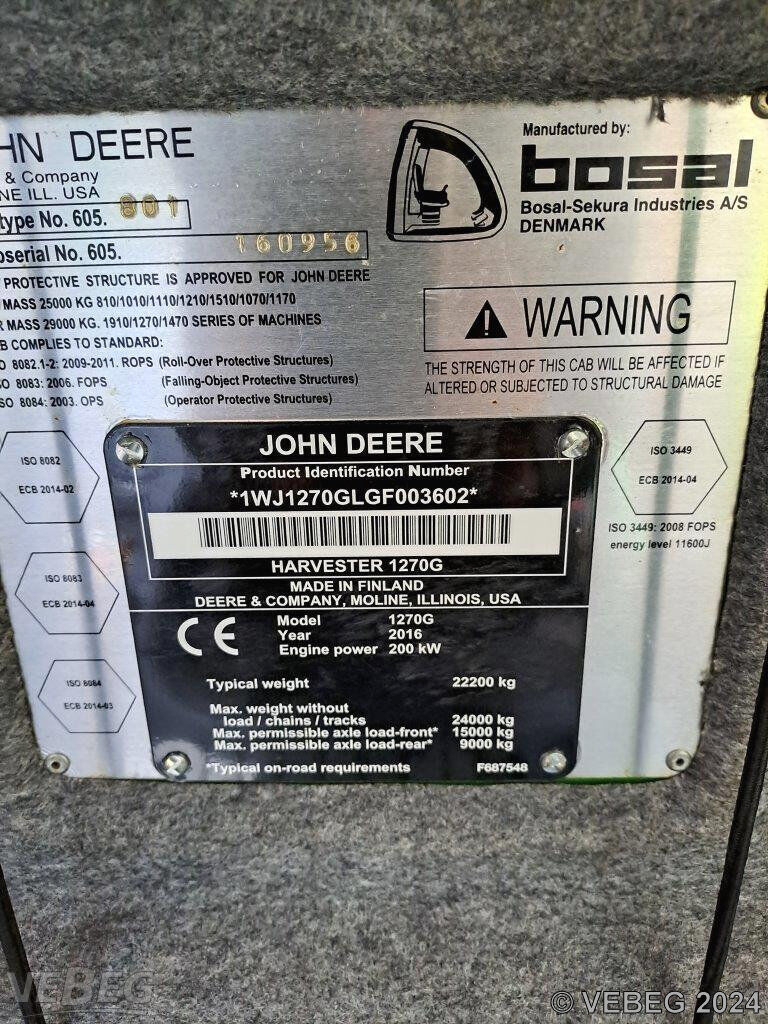 HN DEERE
& Company
NE ILL. USA
type No. 605. 801
oserial No. 605. 160956
PROTECTIVE STRUCTURE IS APPROVED FOR JOHN DEERE
MASS 25000 KG 810/1010/1110/1210/1510/1070/1170
R MASS 29000 KG. 1910/1270/1470 SERIES OF MACHINES
B COMPLIES TO STANDARD:
O 8082.1-2: 2009-2011. ROPS (Roll-Over Protective Structures)
SO 8083: 2006. FOPS (Falling-Object Protective Structures)
SO 8084: 2003. OPS (Operator Protective Structures)
Manufactured by:
bosal
Bosal-Sekura Industries A/S
DENMARK
WARNING
THE STRENGTH OF THIS CAB WILL BE AFFECTED IF
ALTERED OR SUBJECTED TO STRUCTURAL DAMAGE
ISO 8082
ECB 2014-02
ISO 8083
ECB 2014-04
ISO 8084
ECB 2014-03
ISO 3449
ECB 2014-04
ISO 3449: 2008 FOPS
energy level 11600J
JOHN DEERE
Product Identification Number
*1WJ1270GLGF003602*
HARVESTER 1270G
MADE IN FINLAND
DEERE & COMPANY, MOLINE, ILLINOIS, USA
CE
Model 1270G
Year 2016
Engine power 200 kW
Typical weight 22200 kg
Max. weight without
load / chains / tracks 24000 kg
Max. permissible axle load-front* 15000 kg
Max. permissible axle load-rear* 9000 kg
*Typical on-road requirements F687548
VEBEG
© VEBEG 2024